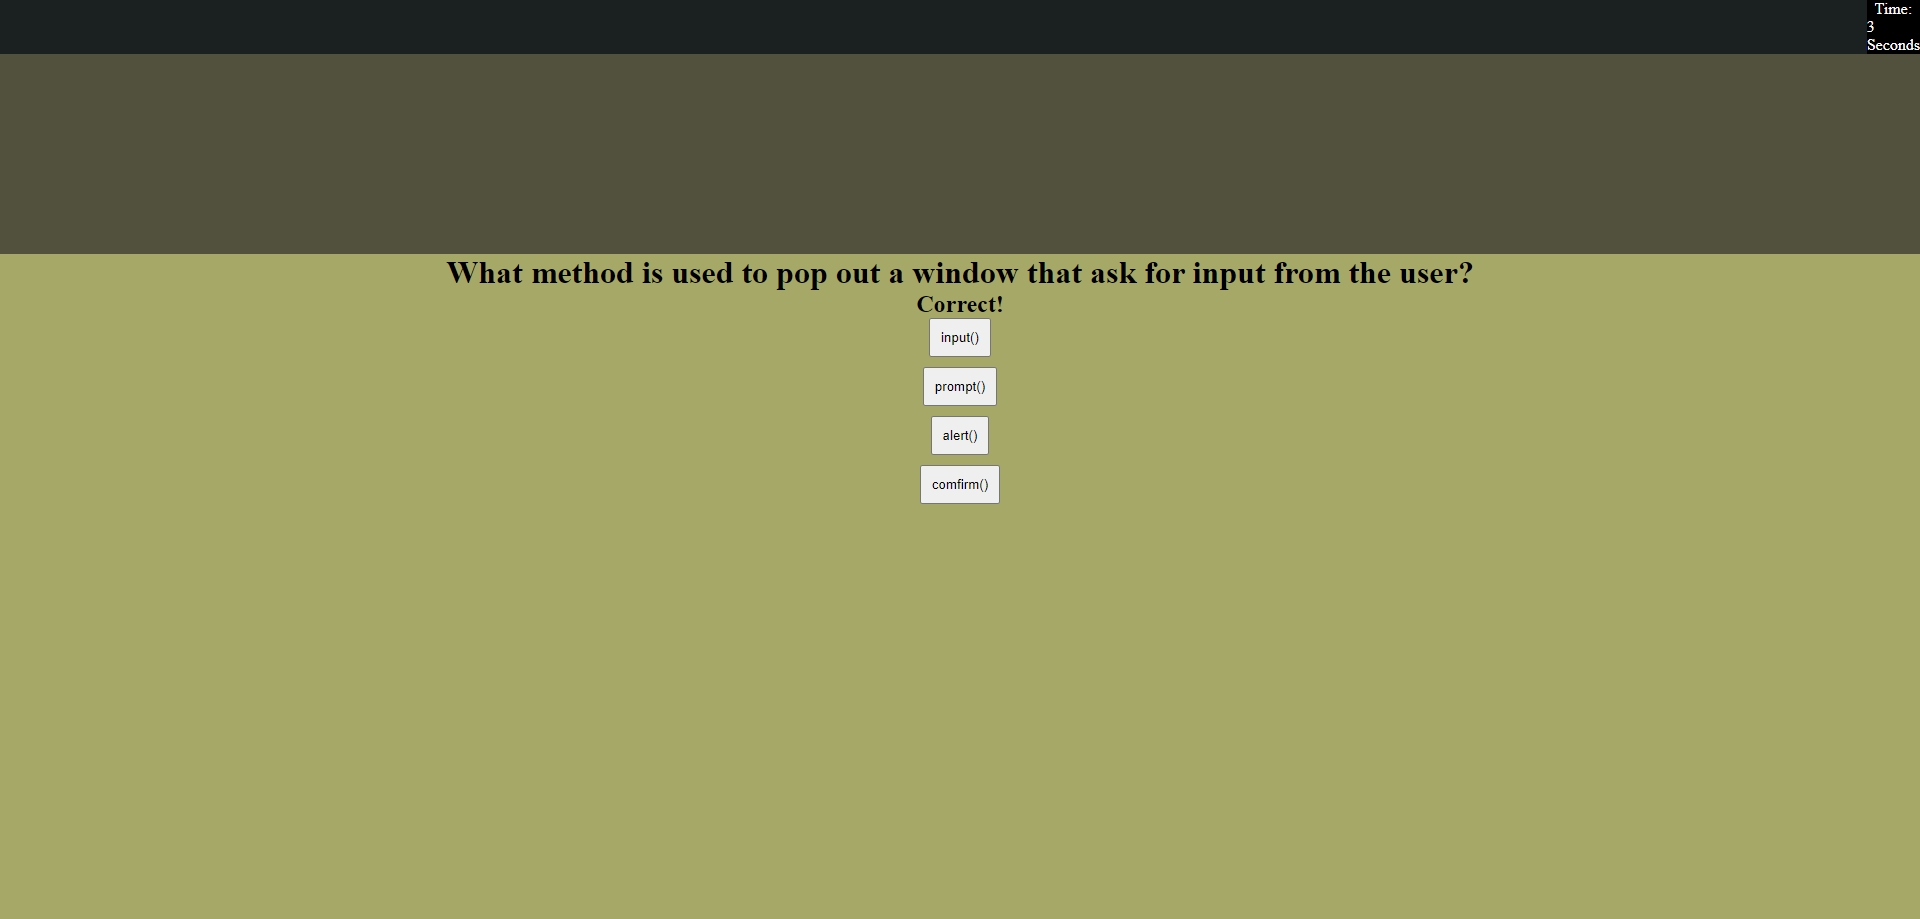 Time:
3
Seconds
What method is used to pop out a window that ask for input from the user?
Correct!
input()
prompt()
alert()
comfirm()